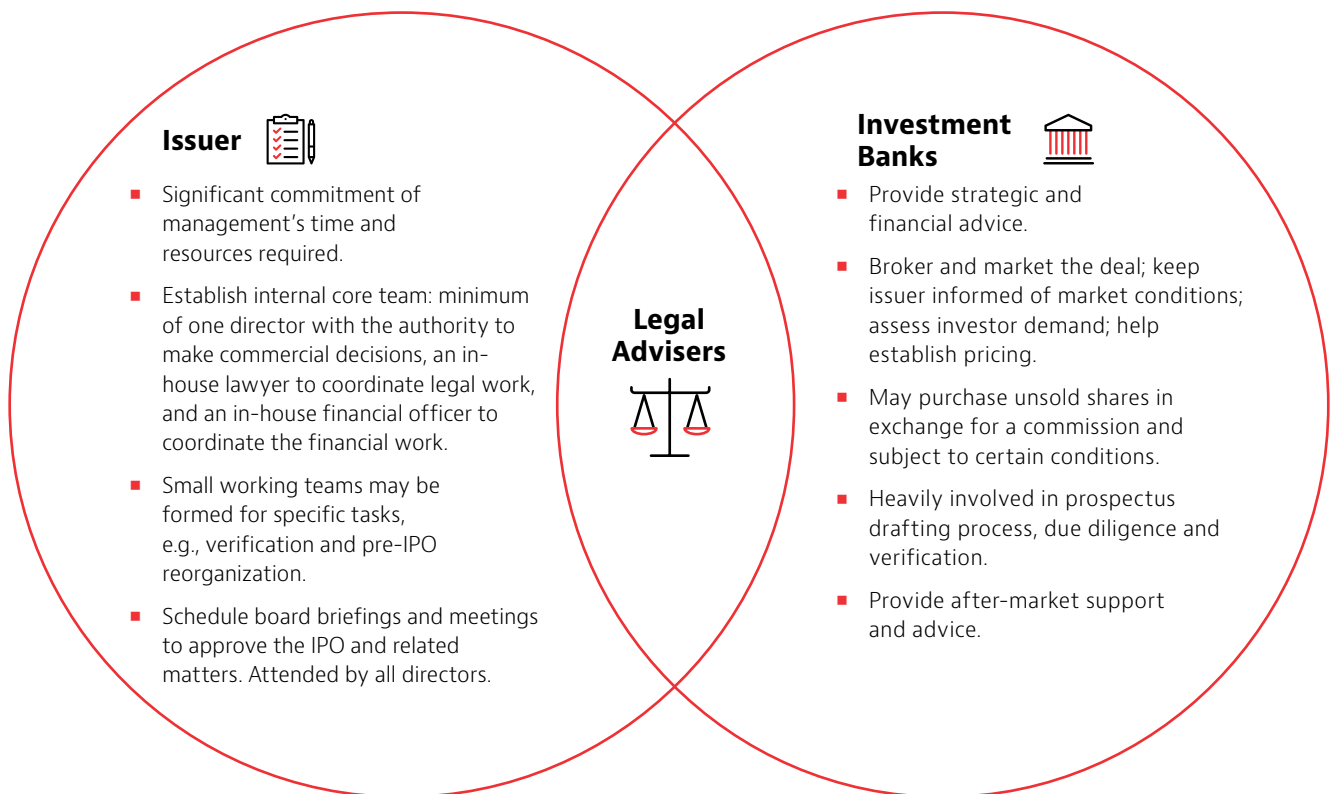 Issuer
Significant commitment of
management's time and
resources required.
Establish internal core team: minimum
of one director with the authority to
make commercial decisions, an in-
house lawyer to coordinate legal work,
and an in-house financial officer to
coordinate the financial work.
Small working teams may be
formed for specific tasks,
e.g., verification and pre-IPO
reorganization.
Schedule board briefings and meetings
to approve the IPO and related
matters. Attended by all directors.
Legal
Advisers
Investment
Banks
Provide strategic and
financial advice.
Broker and market the deal; keep
issuer informed of market conditions;
assess investor demand; help
establish pricing.
May purchase unsold shares in
exchange for a commission and
subject to certain conditions.
Heavily involved in prospectus
drafting process, due diligence and
verification.
Provide after-market support
and advice.